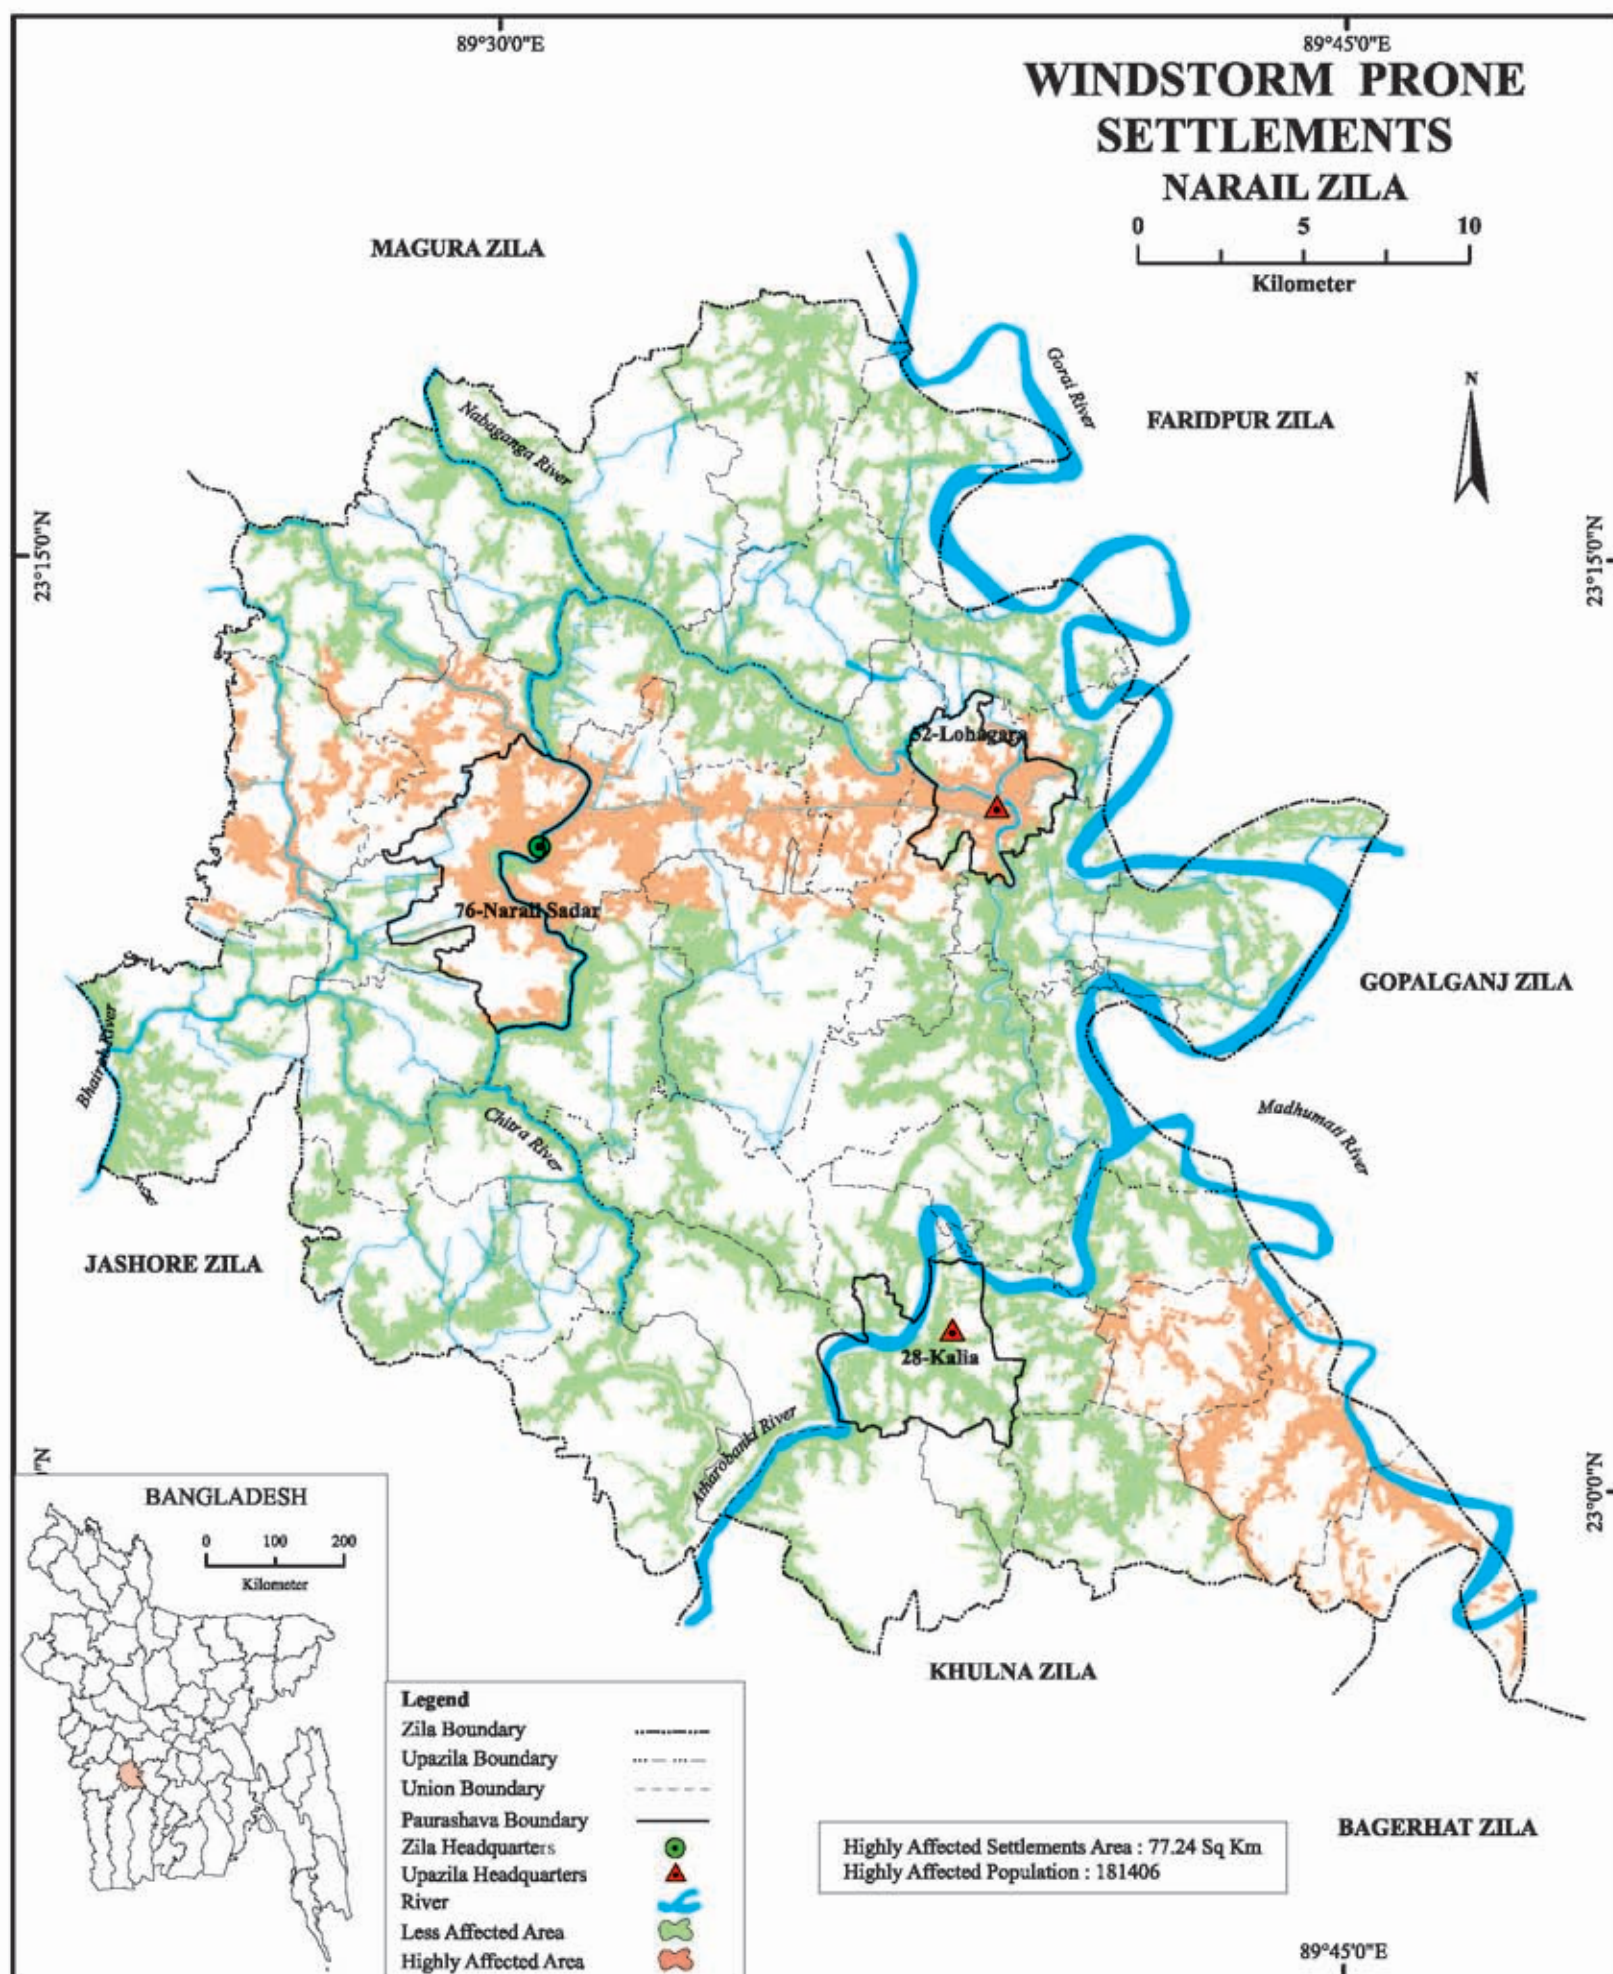 89°30'0"E
89°45'0"E
WINDSTORM PRONE
SETTLEMENTS
NARAIL ZILA
0 5 10
Kilometer
MAGURA ZILA
Gorai River
N
FARIDPUR ZILA
Nabaganga River
23°15'0"N
23°15'0"N
52-Lohagara
76-Narail Sadar
GOPALGANJ ZILA
Bhairab River
Madhumati River
Chitra River
JASHORE ZILA
28-Kalia
Atharobanki River
0"N
23°0'0"N
BANGLADESH
0 100 200
Kilometer
KHULNA ZILA
Legend
Zila Boundary
Upazila Boundary
Union Boundary
Paurashava Boundary
Zila Headquarters
Upazila Headquarters
River
Less Affected Area
Highly Affected Area
BAGERHAT ZILA
Highly Affected Settlements Area : 77.24 Sq Km
Highly Affected Population : 181406
89°45'0"E